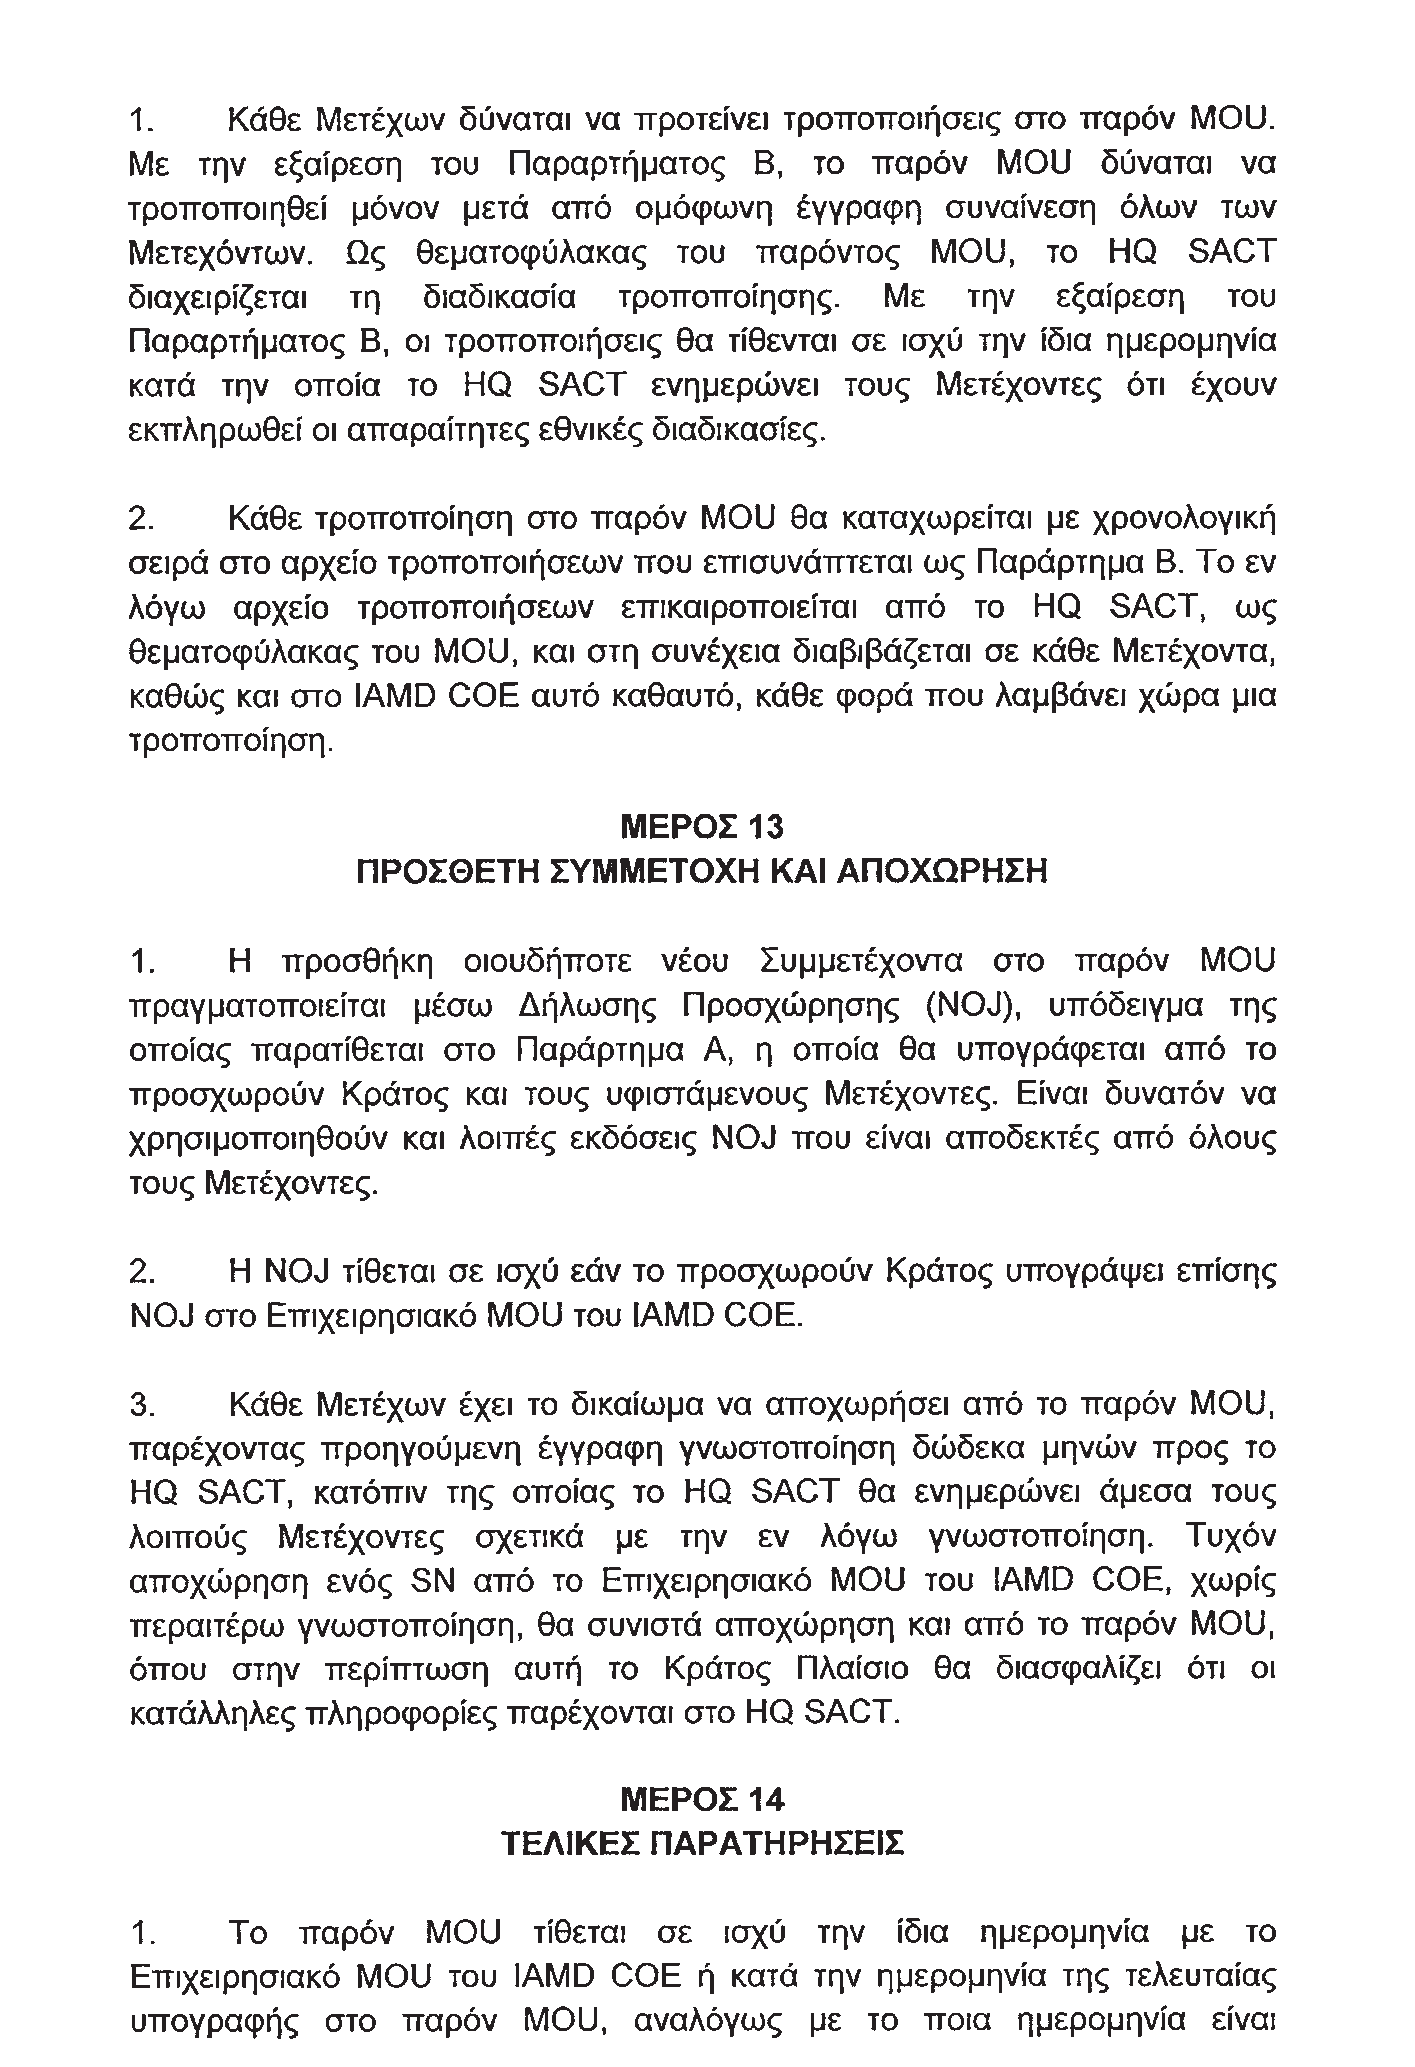 1. Κάθε Μετέχων δύναται να προτείνει τροποποιήσεις στο παρόν MOU.
Με την εξαίρεση του Παραρτήματος Β, το παρόν MOU δύναται να
τροποποιηθεί μόνον μετά από ομόφωνη έγγραφη συναίνεση όλων των
Μετεχόντων. Ως θεματοφύλακας του παρόντος MOU, το HQ SACT
διαχειρίζεται τη διαδικασία τροποποίησης. Με την εξαίρεση του
Παραρτήματος Β, οι τροποποιήσεις θα τίθενται σε ισχύ την ίδια ημερομηνία
κατά την οποία το HQ SACT ενημερώνει τους Μετέχοντες ότι έχουν
εκπληρωθεί οι απαραίτητες εθνικές διαδικασίες.
2. Κάθε τροποποίηση στο παρόν MOU θα καταχωρείται με χρονολογική
σειρά στο αρχείο τροποποιήσεων που επισυνάπτεται ως Παράρτημα Β. Το εν
λόγω αρχείο τροποποιήσεων επικαιροποιείται από το HQ SACT, ως
θεματοφύλακας του MOU, και στη συνέχεια διαβιβάζεται σε κάθε Μετέχοντα,
καθώς και στο IAMD COE αυτό καθαυτό, κάθε φορά που λαμβάνει χώρα μια
τροποποίηση.
ΜΕΡΟΣ 13
ΠΡΟΣΘΕΤΗ ΣΥΜΜΕΤΟΧΗ ΚΑΙ ΑΠΟΧΩΡΗΣΗ
1. Η προσθήκη οιουδήποτε νέου Συμμετέχοντα στο παρόν MOU
πραγματοποιείται μέσω Δήλωσης Προσχώρησης (NOJ), υπόδειγμα της
οποίας παρατίθεται στο Παράρτημα Α, η οποία θα υπογράφεται από το
προσχωρούν Κράτος και τους υφιστάμενους Μετέχοντες. Είναι δυνατόν να
χρησιμοποιηθούν και λοιπές εκδόσεις NOJ που είναι αποδεκτές από όλους
τους Μετέχοντες.
2. Η NOJ τίθεται σε ισχύ εάν το προσχωρούν Κράτος υπογράψει επίσης
NOJ στο Επιχειρησιακό MOU του IAMD COE.
3. Κάθε Μετέχων έχει το δικαίωμα να αποχωρήσει από το παρόν MOU,
παρέχοντας προηγούμενη έγγραφη γνωστοποίηση δώδεκα μηνών προς το
HQ SACT, κατόπιν της οποίας το HQ SACT θα ενημερώνει άμεσα τους
λοιπούς Μετέχοντες σχετικά με την εν λόγω γνωστοποίηση. Τυχόν
αποχώρηση ενός SN από το Επιχειρησιακό MOU του IAMD COE, χωρίς
περαιτέρω γνωστοποίηση, θα συνιστά αποχώρηση και από το παρόν MOU,
όπου στην περίπτωση αυτή το Κράτος Πλαίσιο θα διασφαλίζει ότι οι
κατάλληλες πληροφορίες παρέχονται στο HQ SACT.
ΜΕΡΟΣ 14
ΤΕΛΙΚΕΣ ΠΑΡΑΤΗΡΗΣΕΙΣ
1. Το παρόν MOU τίθεται σε ισχύ την ίδια ημερομηνία με το
Επιχειρησιακό MOU του IAMD COE ή κατά την ημερομηνία της τελευταίας
υπογραφής στο παρόν MOU, αναλόγως με το ποια ημερομηνία είναι